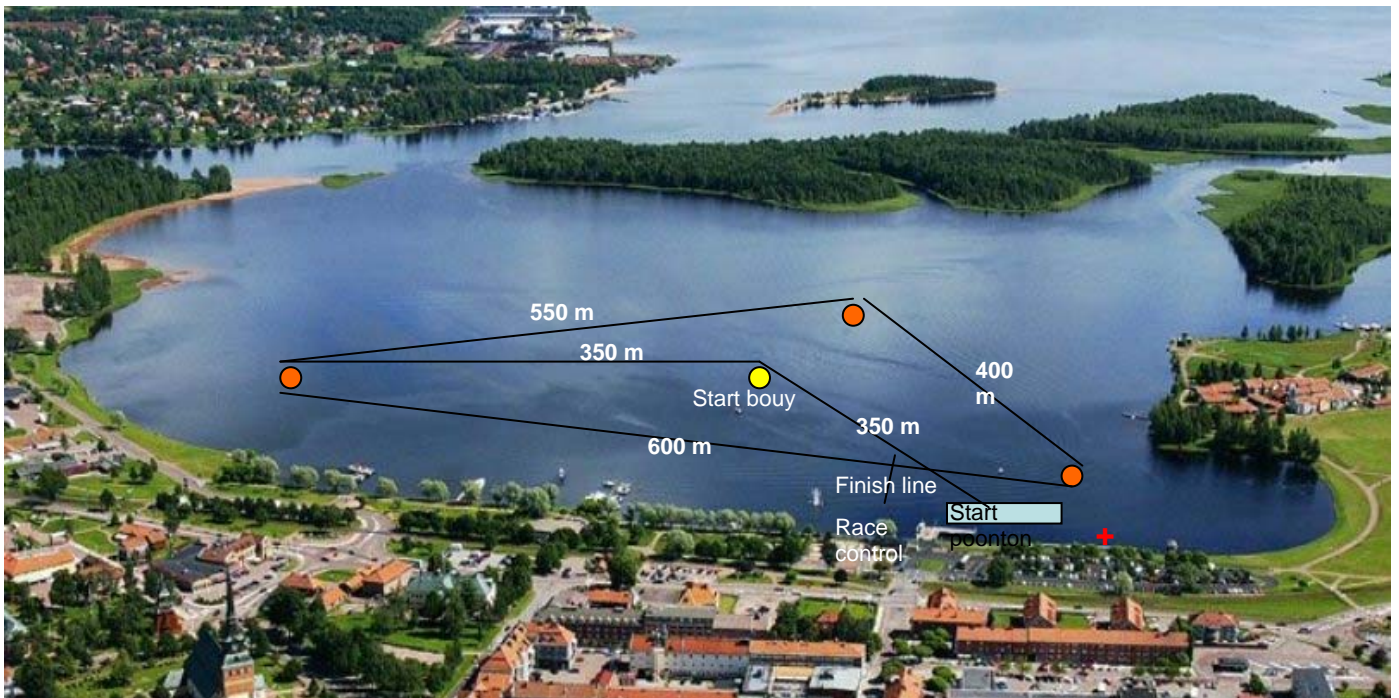 550 m
350 m
Start bouy
400
m
350 m
600 m
Finish line
Race
control
Start
poonton